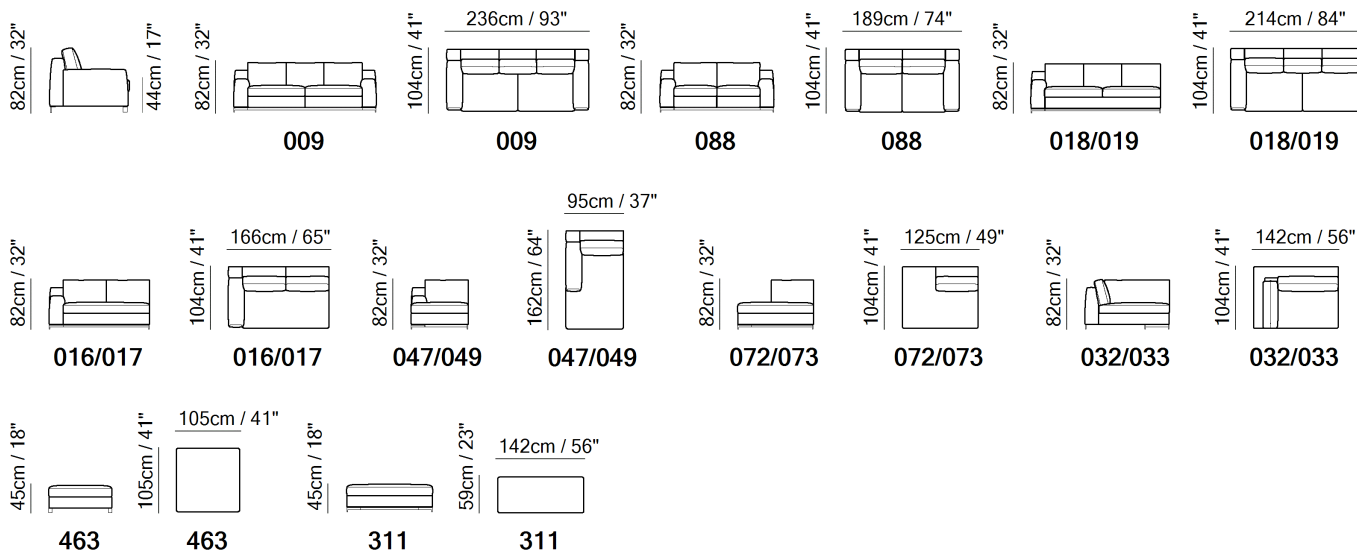 82cm / 32"
44cm / 17"
82cm / 32"
009
104cm / 41"
236cm / 93"
009
82cm / 32"
088
104cm / 41"
189cm / 74"
088
82cm / 32"
018/019
104cm / 41"
214cm / 84"
018/019
82cm / 32"
016/017
104cm / 41"
166cm / 65"
016/017
82cm / 32"
047/049
162cm / 64"
95cm / 37"
047/049
82cm / 32"
072/073
104cm / 41"
125cm / 49"
072/073
82cm / 32"
032/033
104cm / 41"
142cm / 56"
032/033
45cm / 18"
463
105cm / 41"
105cm / 41"
463
45cm / 18"
311
59cm / 23"
142cm / 56"
311